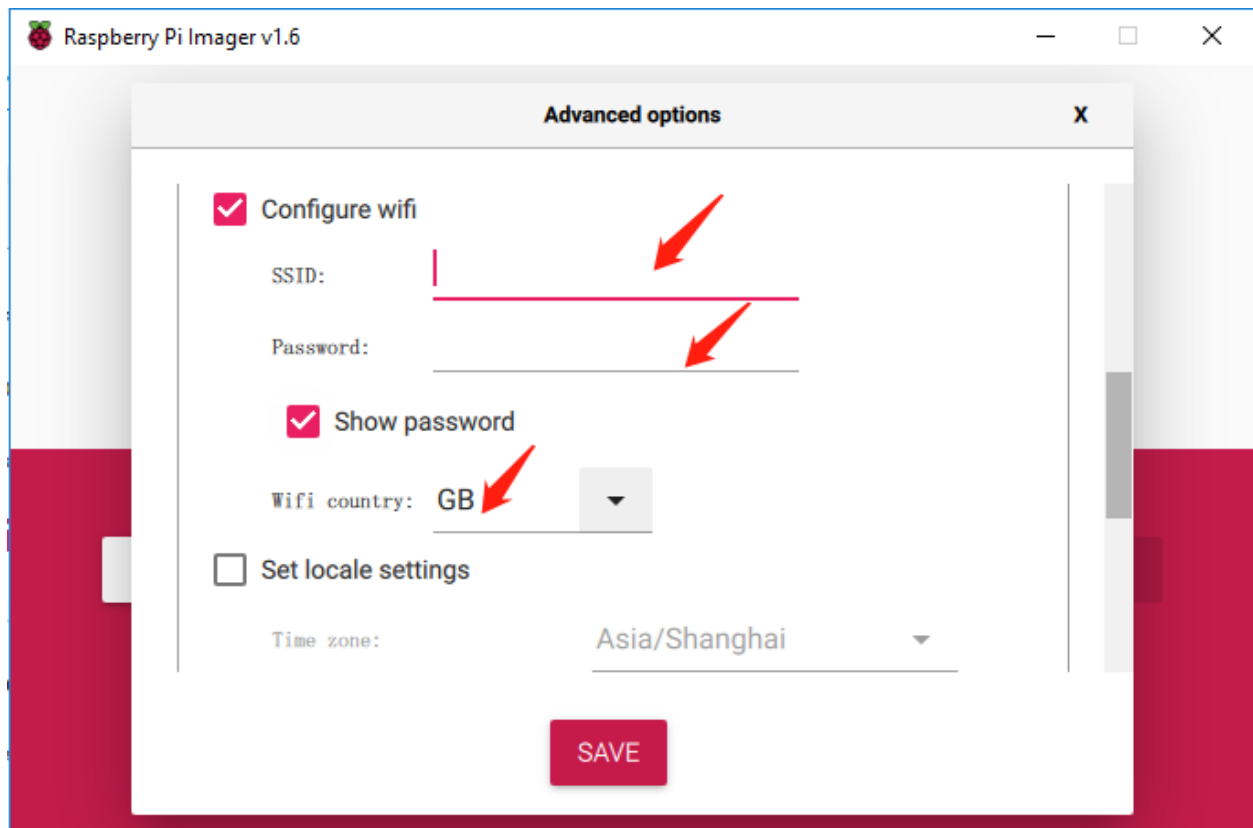 Raspberry Pi Imager v1.6
Advanced options
X
Configure wifi
SSID:
Password:
Show password
Wifi country: GB
Set locale settings
Time zone: Asia/Shanghai
SAVE